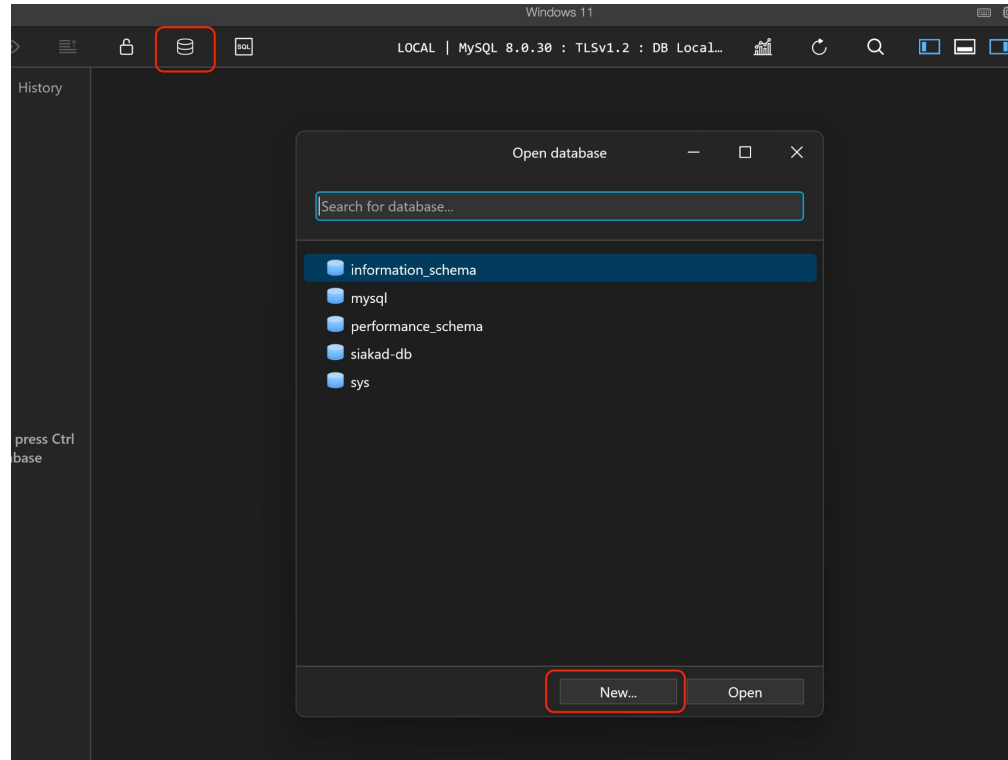 Windows 11
SQL
LOCAL | MySQL 8.0.30 : TLSv1.2 : DB Local…
History
Open database
Search for database...
information_schema
mysql
performance_schema
siakad-db
sys
press Ctrl
base
New...
Open